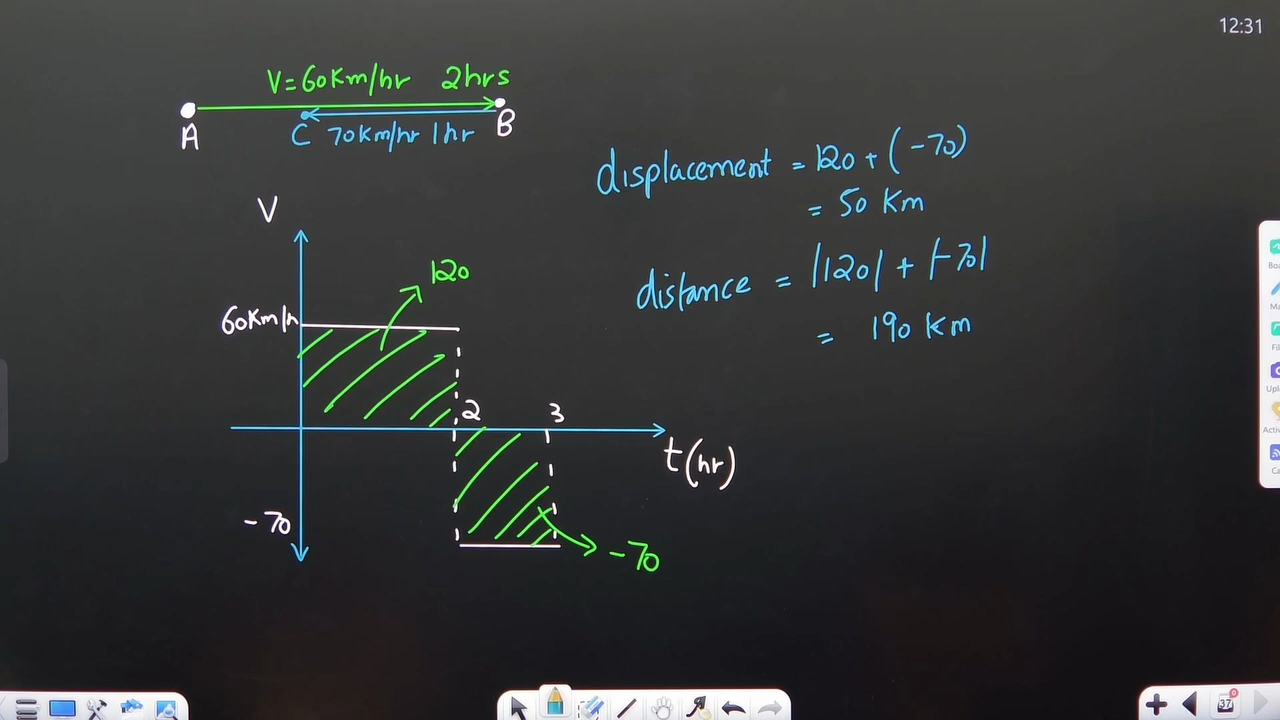 12:31
V=60Km/hr 2hrs
A
C 70Km/hr 1hr B
displacement = 120 + (-70)
= 50 Km
V
120
distance = |120| + |-70|
60Km/h
= 190 Km
2 3
t(hr)
-70
-70
37